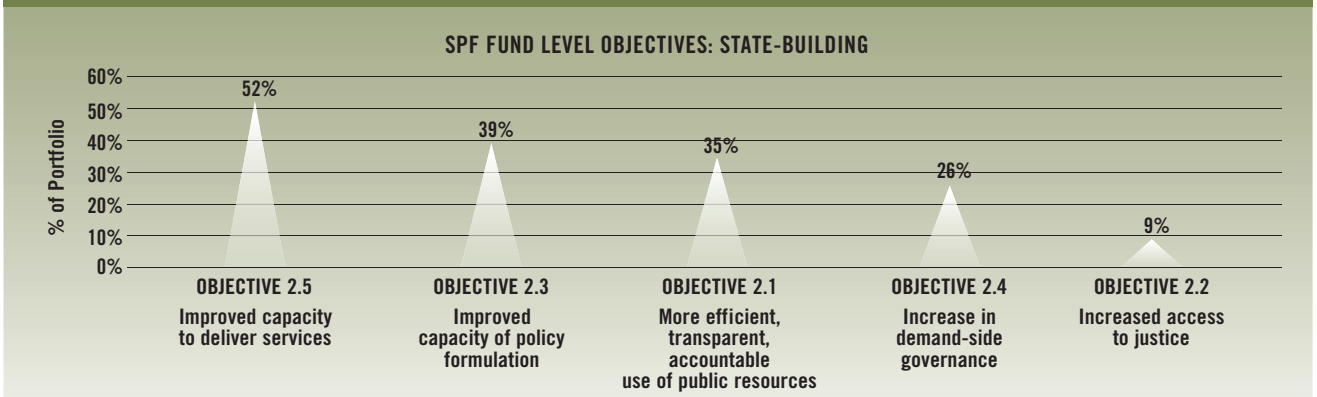 SPF FUND LEVEL OBJECTIVES: STATE-BUILDING
% of Portfolio
60%
50%
40%
30%
20%
10%
0%
52%
39%
35%
26%
9%
OBJECTIVE 2.5
Improved capacity
to deliver services
OBJECTIVE 2.3
Improved
capacity of policy
formulation
OBJECTIVE 2.1
More efficient,
transparent,
accountable
use of public resources
OBJECTIVE 2.4
Increase in
demand-side
governance
OBJECTIVE 2.2
Increased access
to justice